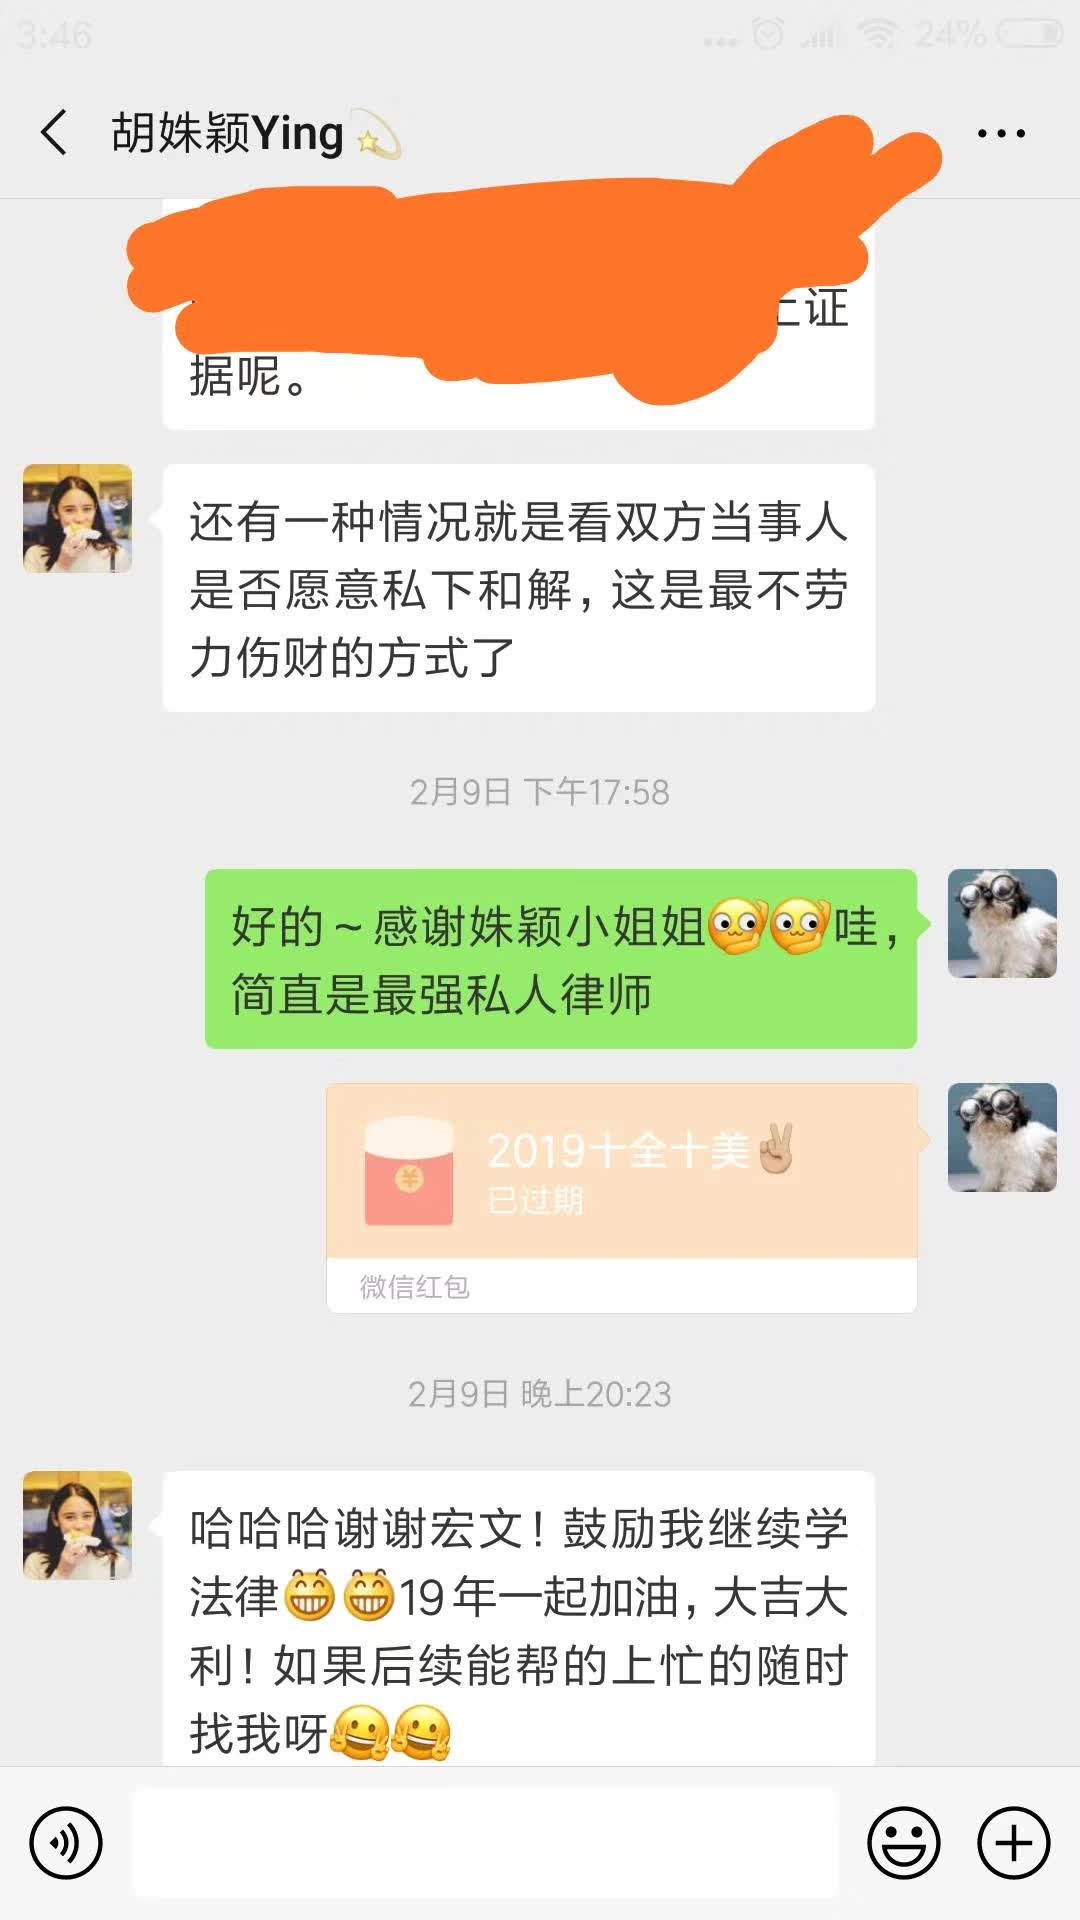 3:46
24%
胡姝颖Ying
证
据呢。
还有一种情况就是看双方当事人
是否愿意私下和解，这是最不劳
力伤财的方式了
2月9日 下午17:58
好的～感谢姝颖小姐姐哇，
简直是最强私人律师
2019十全十美✌🏼
已过期
微信红包
2月9日 晚上20:23
哈哈哈谢谢宏文！鼓励我继续学
法律😁😁19年一起加油，大吉大
利！如果后续能帮的上忙的随时
找我呀